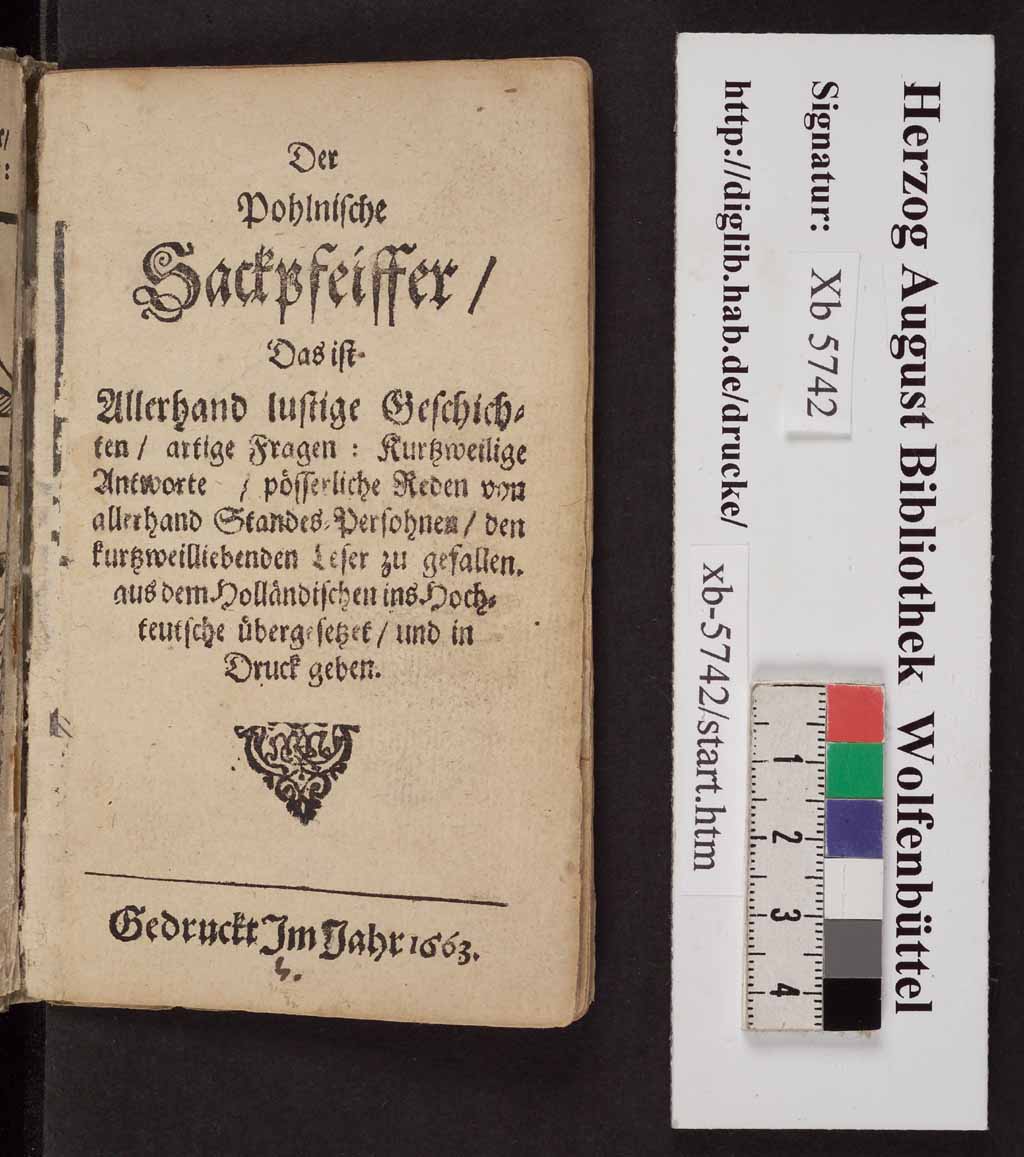 Der
Pohlnische
Sackpfeiffer /
Das ist
Allerhand lustige Geschich-
ten / artige Fragen : Kurtzweilige
Antworte / pösserliche Reden von
allerhand Standes-Persohnen / den
kurtzweilliebenden Leser zu gefallen.
aus dem Holländischen ins Hoch-
teutsche übergesetzet / und in
Druck geben.
Gedruckt Im Jahr 1663.
Herzog August Bibliothek Wolfenbüttel
Signatur: Xb 5742
http://diglib.hab.de/drucke/ xb-5742/start.htm
1
2
3
4